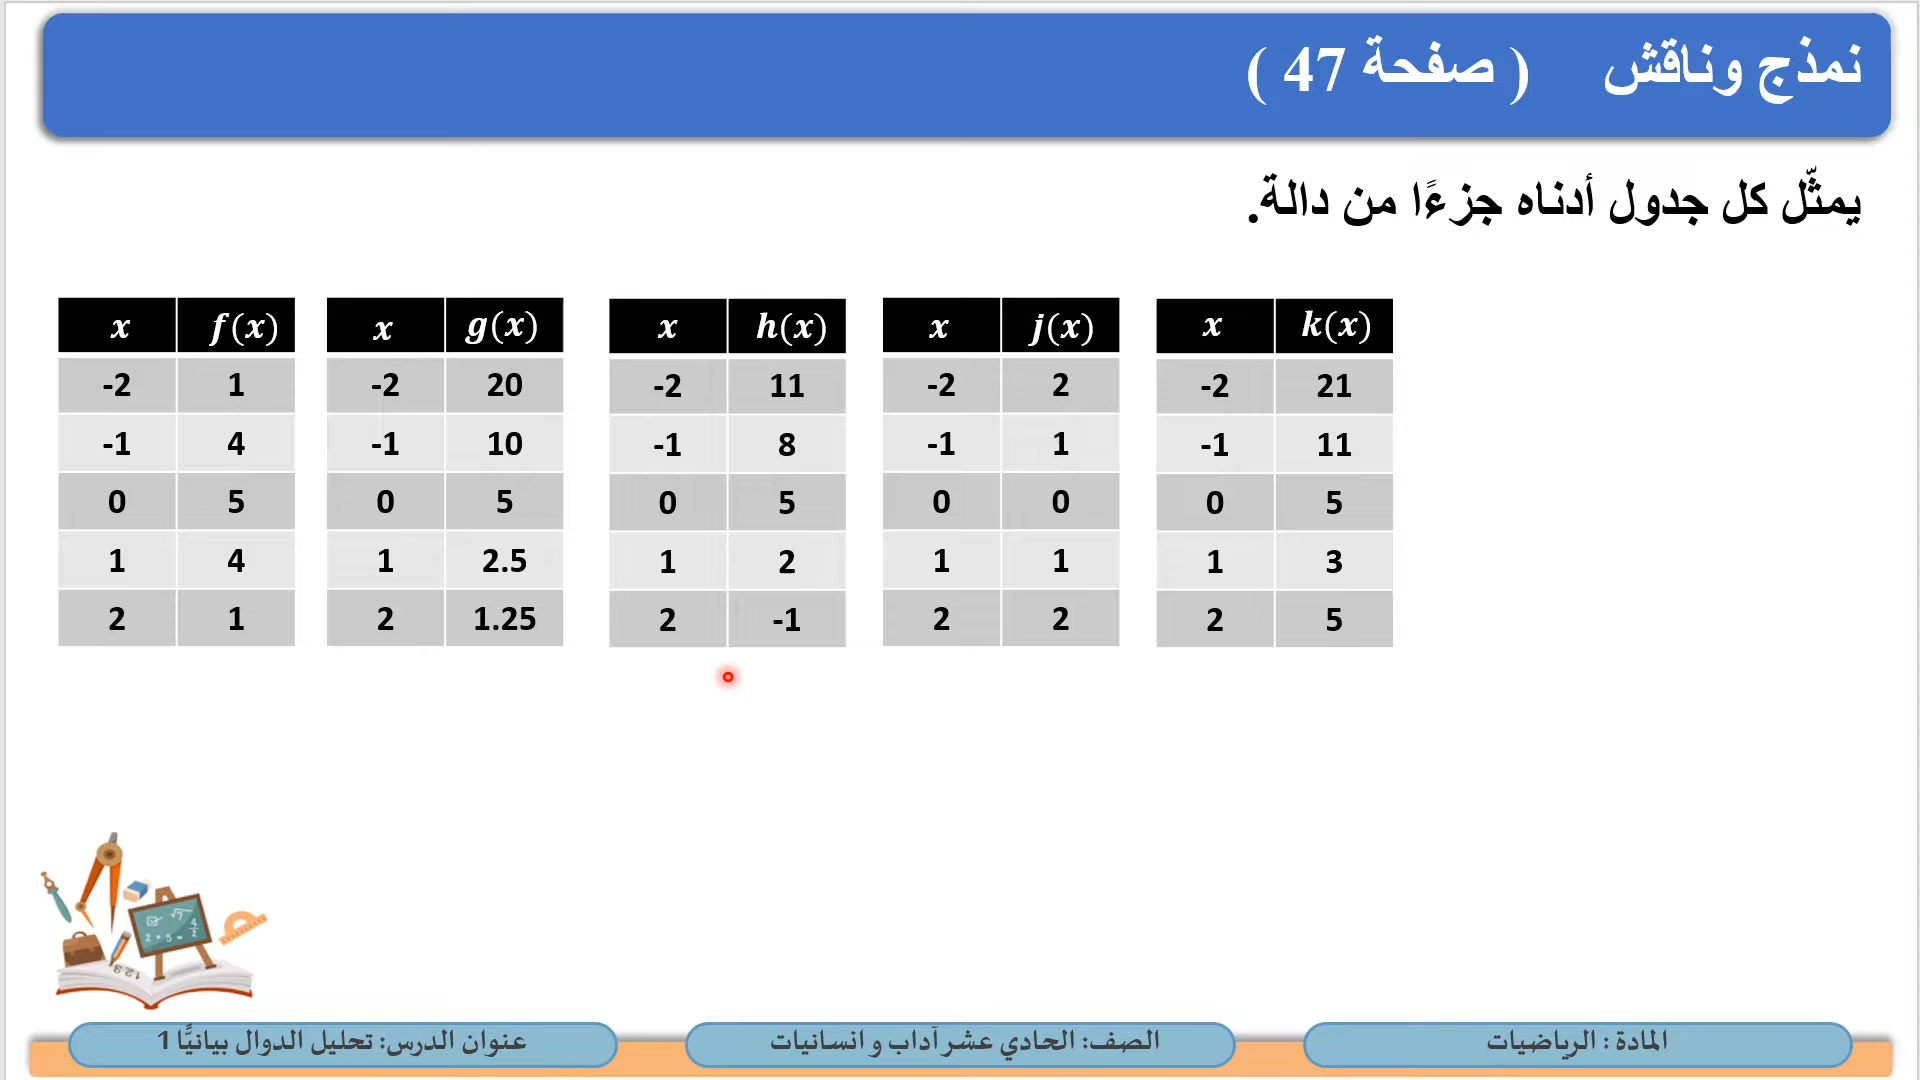 نمذج وناقش ( صفحة 47 )
يمثّل كل جدول أدناه جزءًا من دالة.
x f(x)
-2 1
-1 4
0 5
1 4
2 1
x g(x)
-2 20
-1 10
0 5
1 2.5
2 1.25
x h(x)
-2 11
-1 8
0 5
1 2
2 -1
x j(x)
-2 2
-1 1
0 0
1 1
2 2
x k(x)
-2 21
-1 11
0 5
1 3
2 5
المادة : الرياضيات
الصف: الحادي عشر آداب و انسانيات
عنوان الدرس: تحليل الدوال بيانيًّا 1